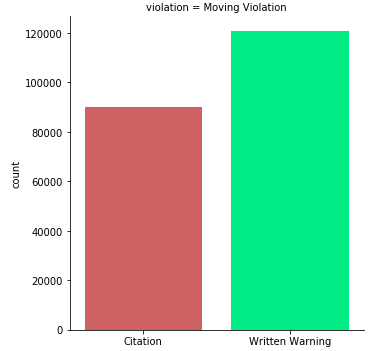 violation = Moving Violation
120000
100000
80000
60000
40000
20000
0
count
Citation
Written Warning